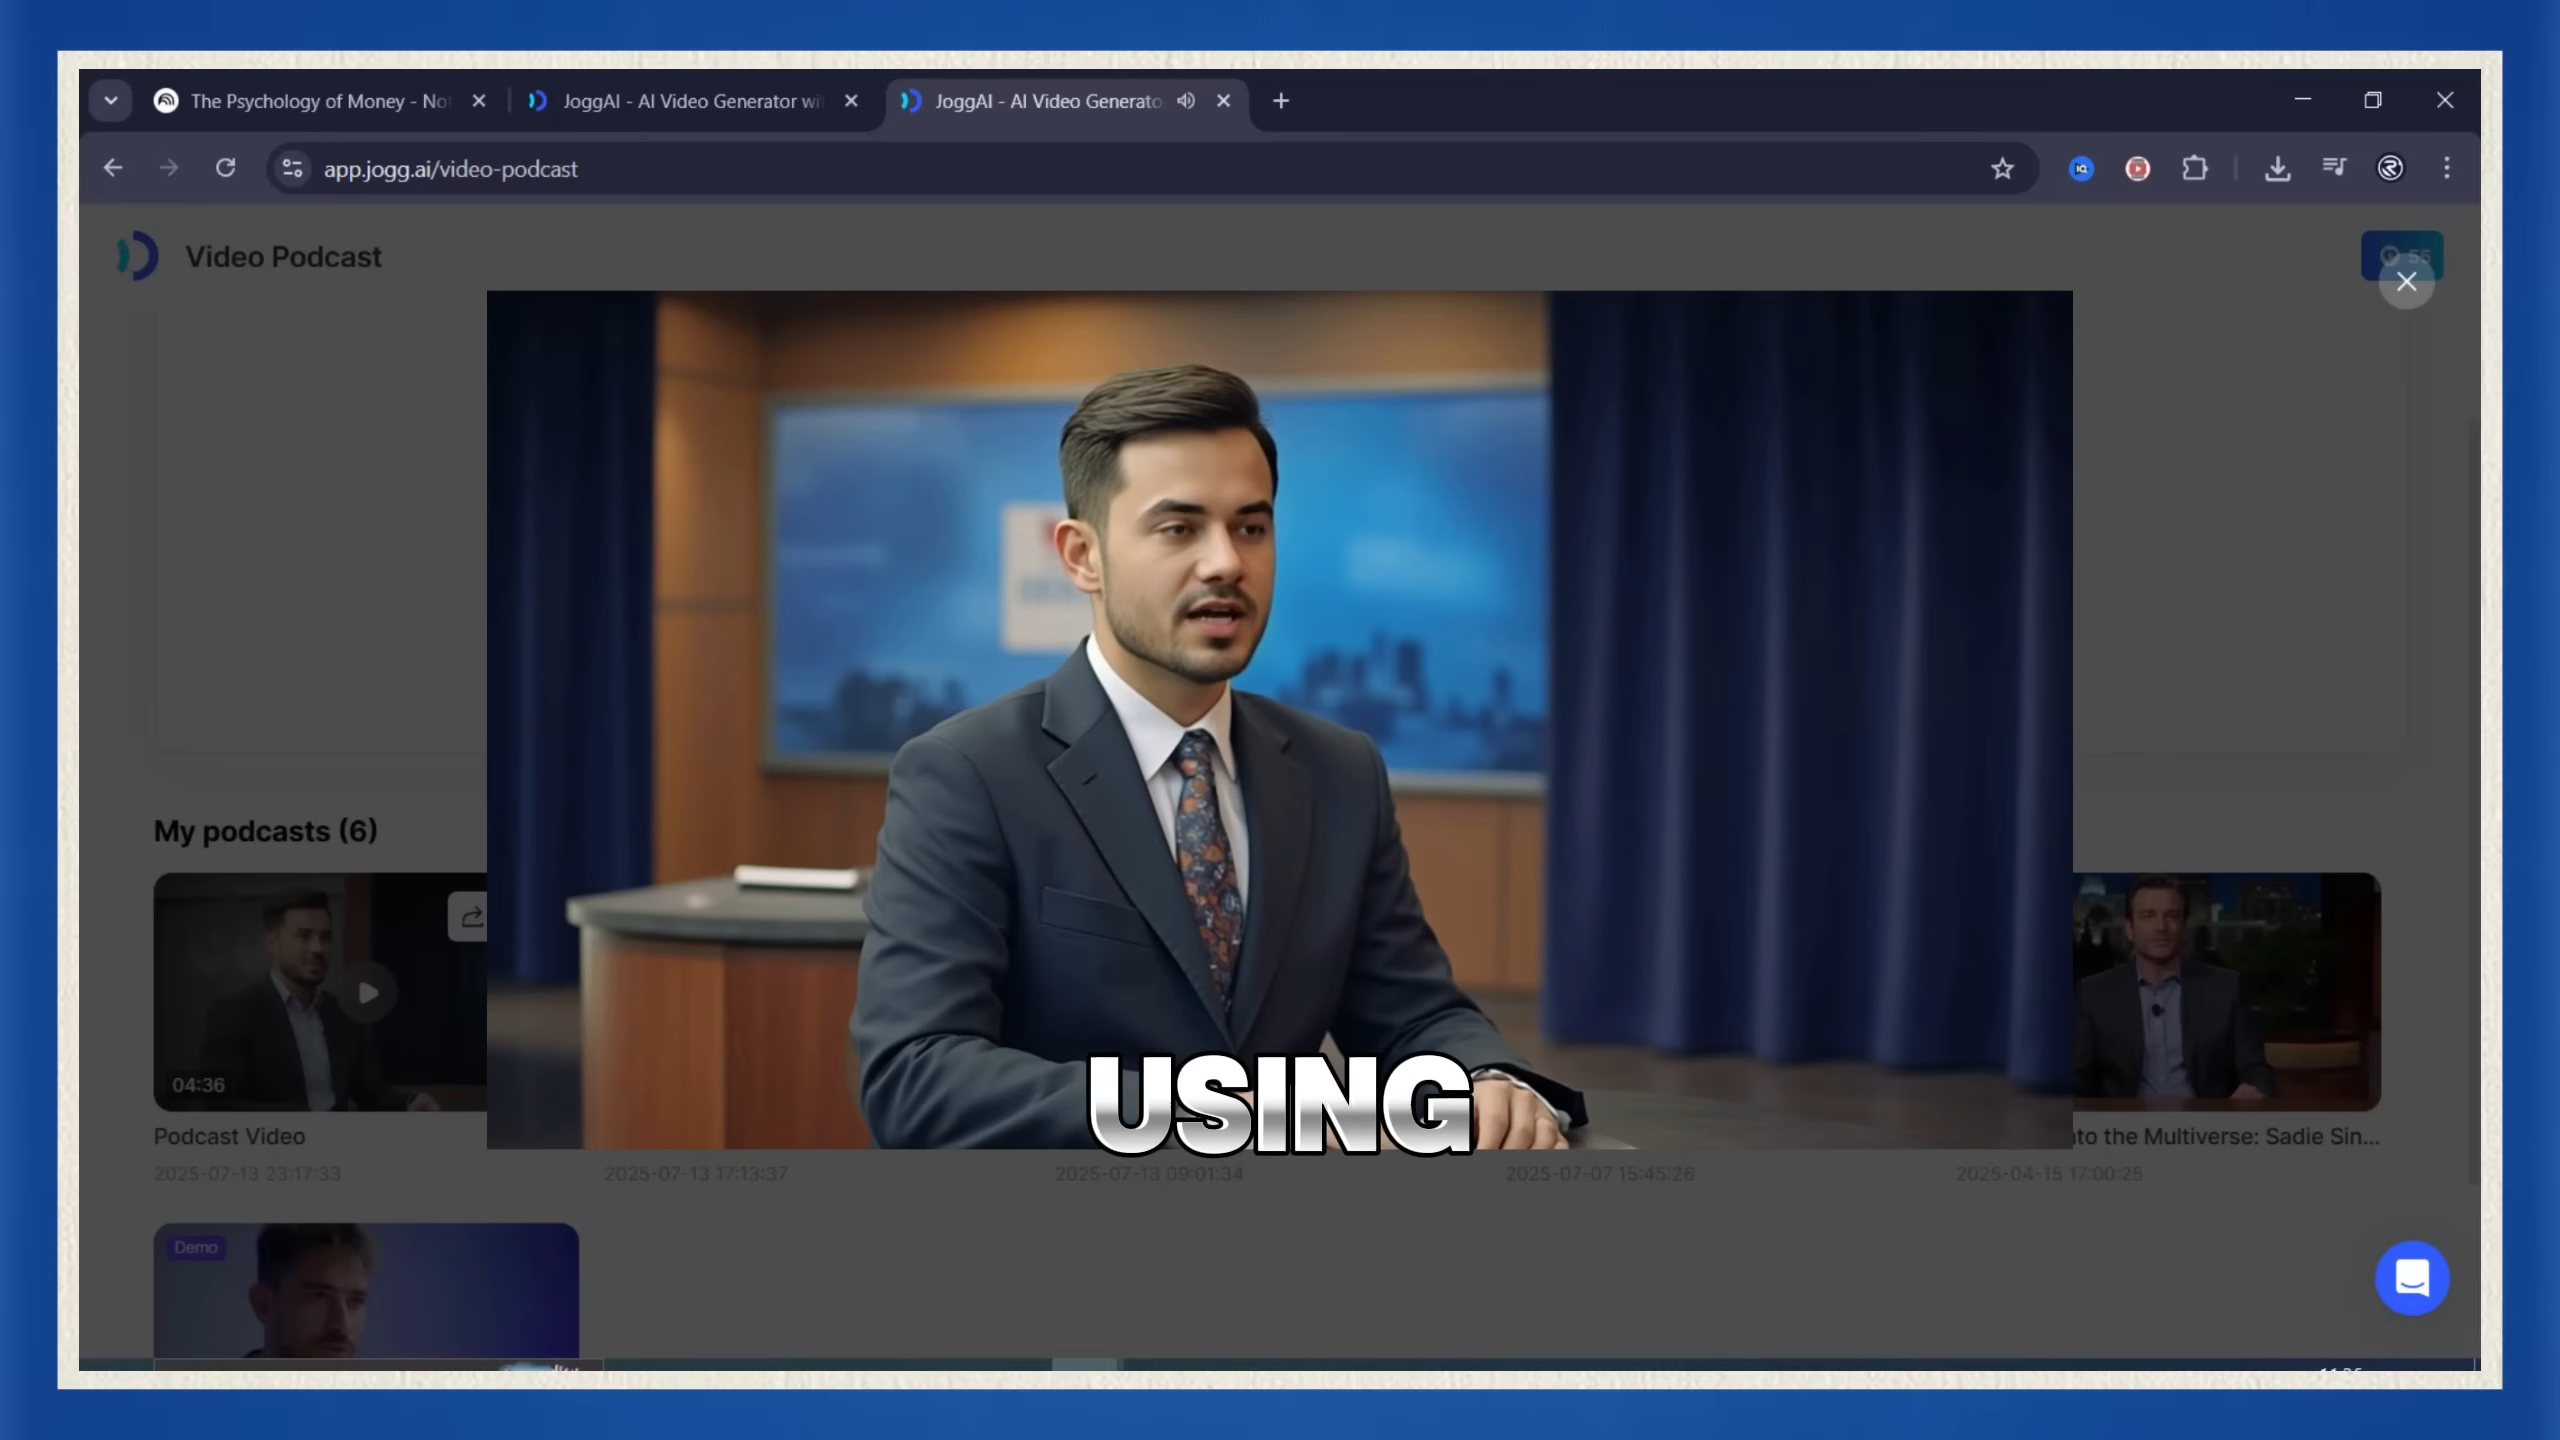 The Psychology of Money - Not
JoggAI - AI Video Generator wi
JoggAI - AI Video Generato
app.jogg.ai/video-podcast
Video Podcast
55
My podcasts (6)
04:36
USING
Podcast Video
nto the Multiverse: Sadie Sin...
2025-07-13 23:17:33
2025-07-13 17:13:37
2025-07-13 09:01:34
2025-07-07 15:45:26
2025-04-15 17:00:25
Demo